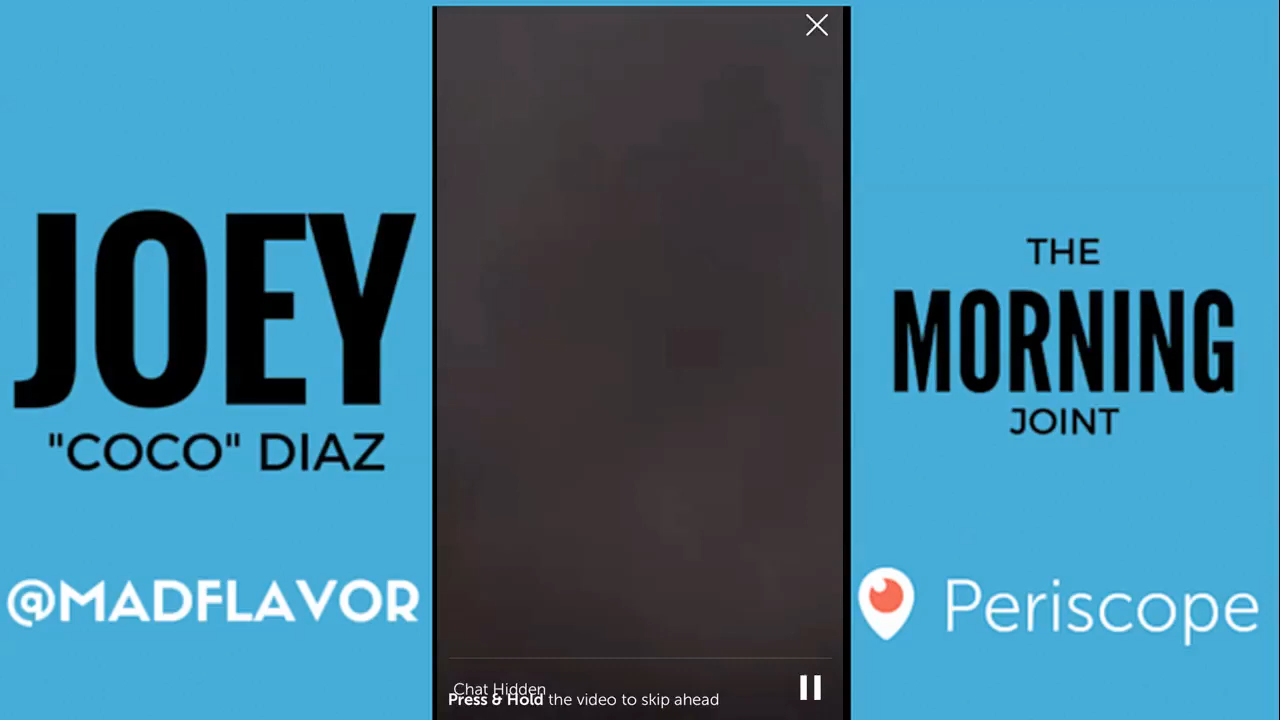 JOEY
"COCO" DIAZ
@MADFLAVOR
Chat Hidden
Press & Hold the video to skip ahead
THE
MORNING
JOINT
Periscope